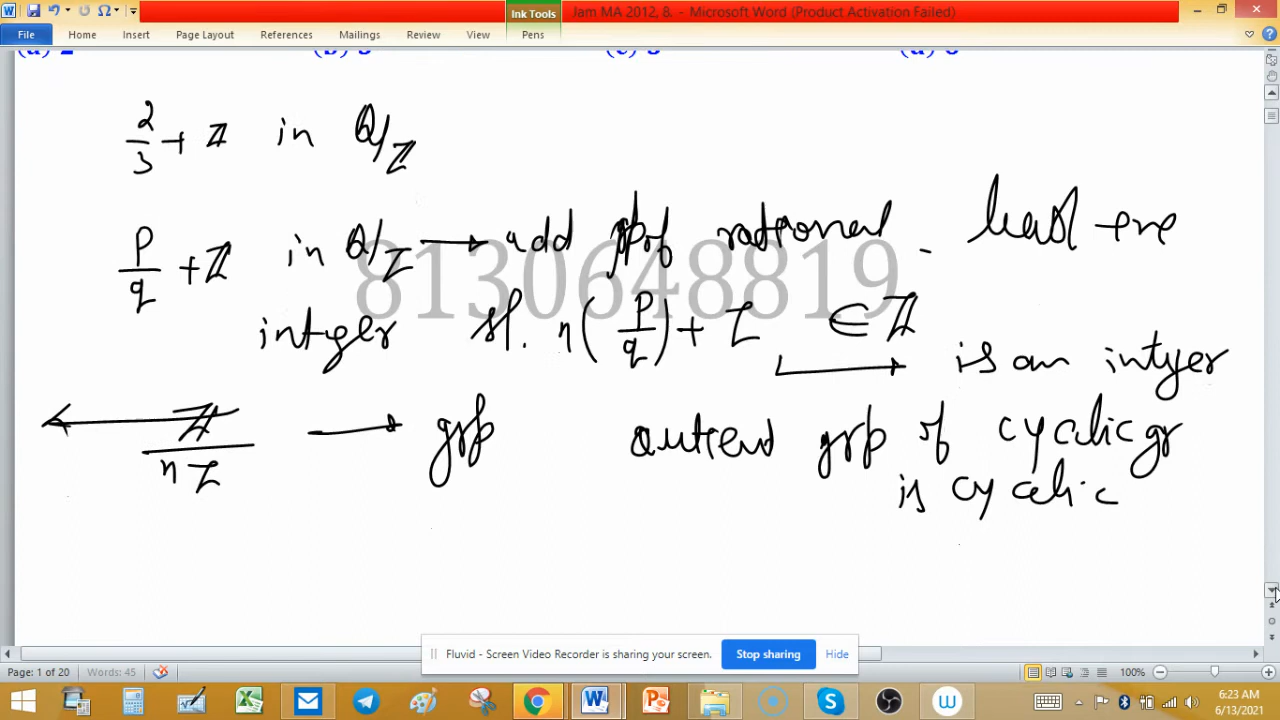 Ink Tools
Jam MA 2012, 8. - Microsoft Word (Product Activation Failed)
File Home Insert Page Layout References Mailings Review View Pens
2/3 + ℤ in ℚ/ℤ
p/q + ℤ in ℚ/ℤ → add grp of rational. least +ve
8130648819
integer st. n(p/q) + ℤ ∈ ℤ
→ is an intger
← ℤ/nℤ → grp
grp of cyclic gr
is cyclic
Fluvid - Screen Video Recorder is sharing your screen. Stop sharing Hide
Page: 1 of 20 Words: 45 100%
6:23 AM
6/13/2021